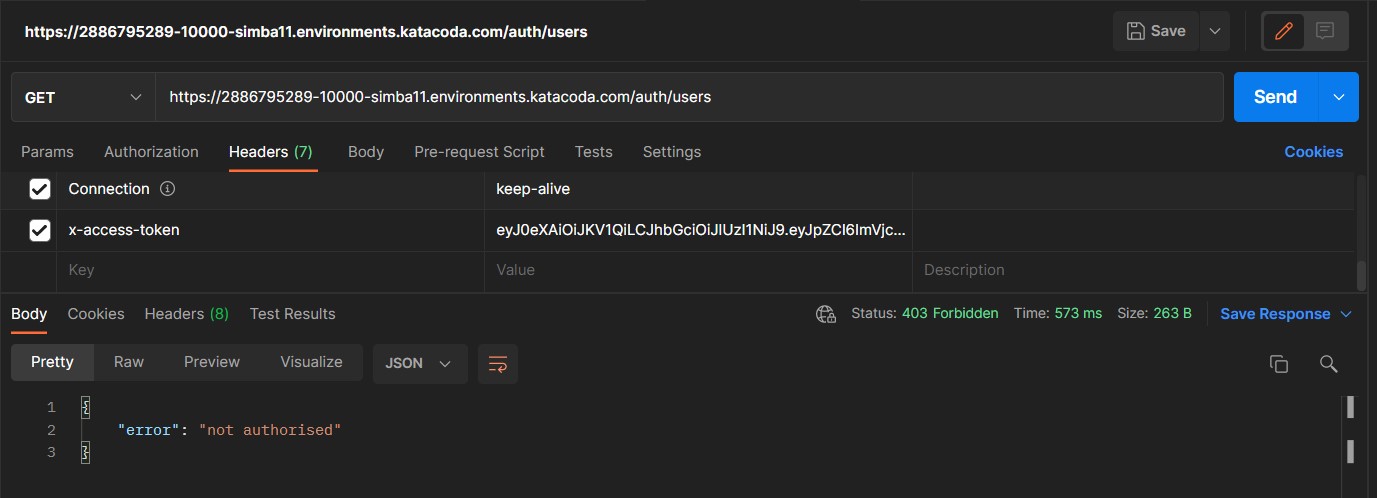 https://2886795289-10000-simba11.environments.katacoda.com/auth/users
Save
GET https://2886795289-10000-simba11.environments.katacoda.com/auth/users Send
Params Authorization Headers (7) Body Pre-request Script Tests Settings Cookies
Connection keep-alive
x-access-token eyJ0eXAiOiJKV1QiLCJhbGciOiJIUzI1NiJ9.eyJpZCI6ImVjc...
Key Value Description
Body Cookies Headers (8) Test Results Status: 403 Forbidden Time: 573 ms Size: 263 B Save Response
Pretty Raw Preview Visualize JSON
1 {
2 "error": "not authorised"
3 }